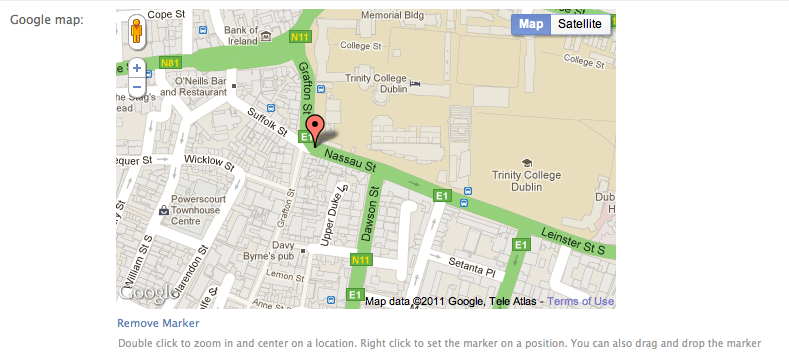 Google map:
Cope St
Memorial Bldg
Map
Satellite
Bank of
Ireland
N11
College St
College St
N81
Grafton St
Trinity College
Dublin
O'Neills Bar
and Restaurant
The Stag's
Head
Suffolk St
E1
Nassau St
Wicklow St
Trinity College
Dublin
Powerscourt
Townhouse
Centre
Grafton St
Upper Duke L
Dawson St
E1
Dub
H
William St S
Clarendon St
Davy
Byrne's pub
N11
E1
Leinster St S
Lemon St
Setanta Pl
Anne St S
E1
Google
Map data ©2011 Google, Tele Atlas - Terms of Use
Remove Marker
Double click to zoom in and center on a location. Right click to set the marker on a position. You can also drag and drop the marker